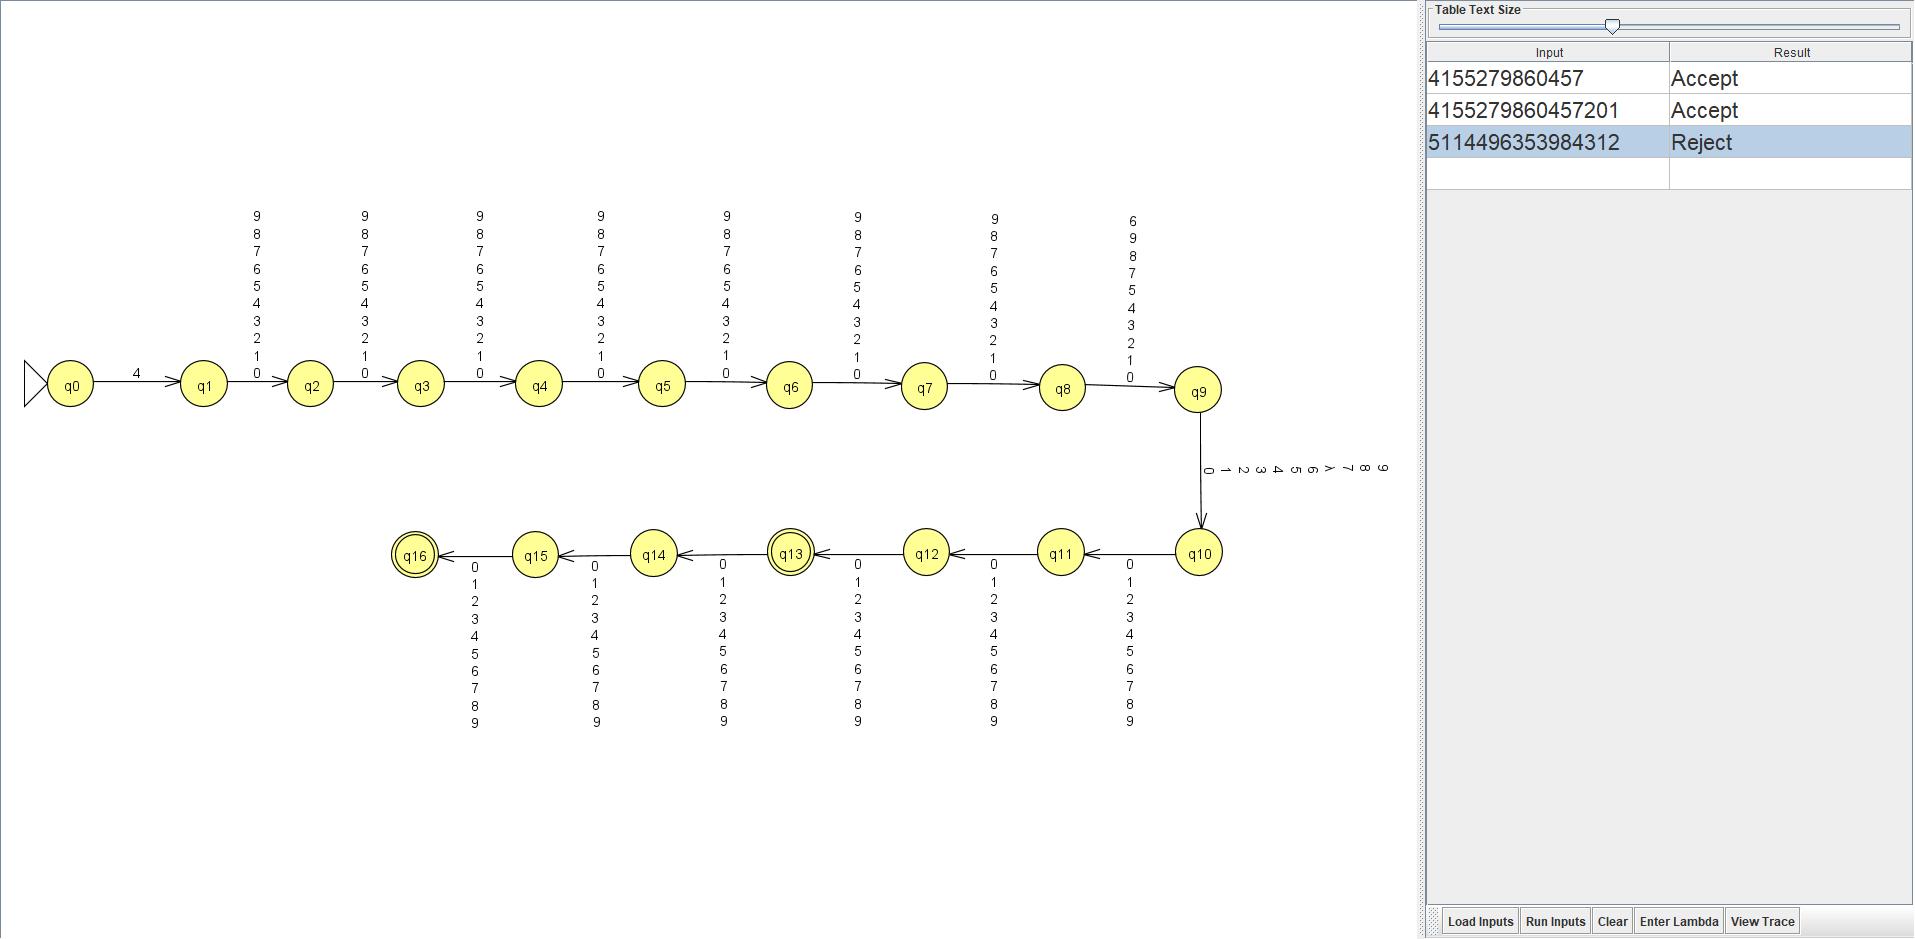 Table Text Size
Input Result
4155279860457 Accept
4155279860457201 Accept
5114496353984312 Reject
9 9 9 9 9 9 9 6
8 8 8 8 8 8 8 9
7 7 7 7 7 7 7 8
6 6 6 6 6 6 6 7
5 5 5 5 5 5 5 5
4 4 4 4 4 4 4 4
3 3 3 3 3 3 3 3
2 2 2 2 2 2 2 2
1 1 1 1 1 1 1 1
4 0 0 0 0 0 0 0 0
q0 q1 q2 q3 q4 q5 q6 q7 q8 q9
0 1 2 3 4 5 6 λ 7 8 9
q16 q15 q14 q13 q12 q11 q10
0 0 0 0 0 0
1 1 1 1 1 1
2 2 2 2 2 2
3 3 3 3 3 3
4 4 4 4 4 4
5 5 5 5 5 5
6 6 6 6 6 6
7 7 7 7 7 7
8 8 8 8 8 8
9 9 9 9 9 9
Load Inputs Run Inputs Clear Enter Lambda View Trace